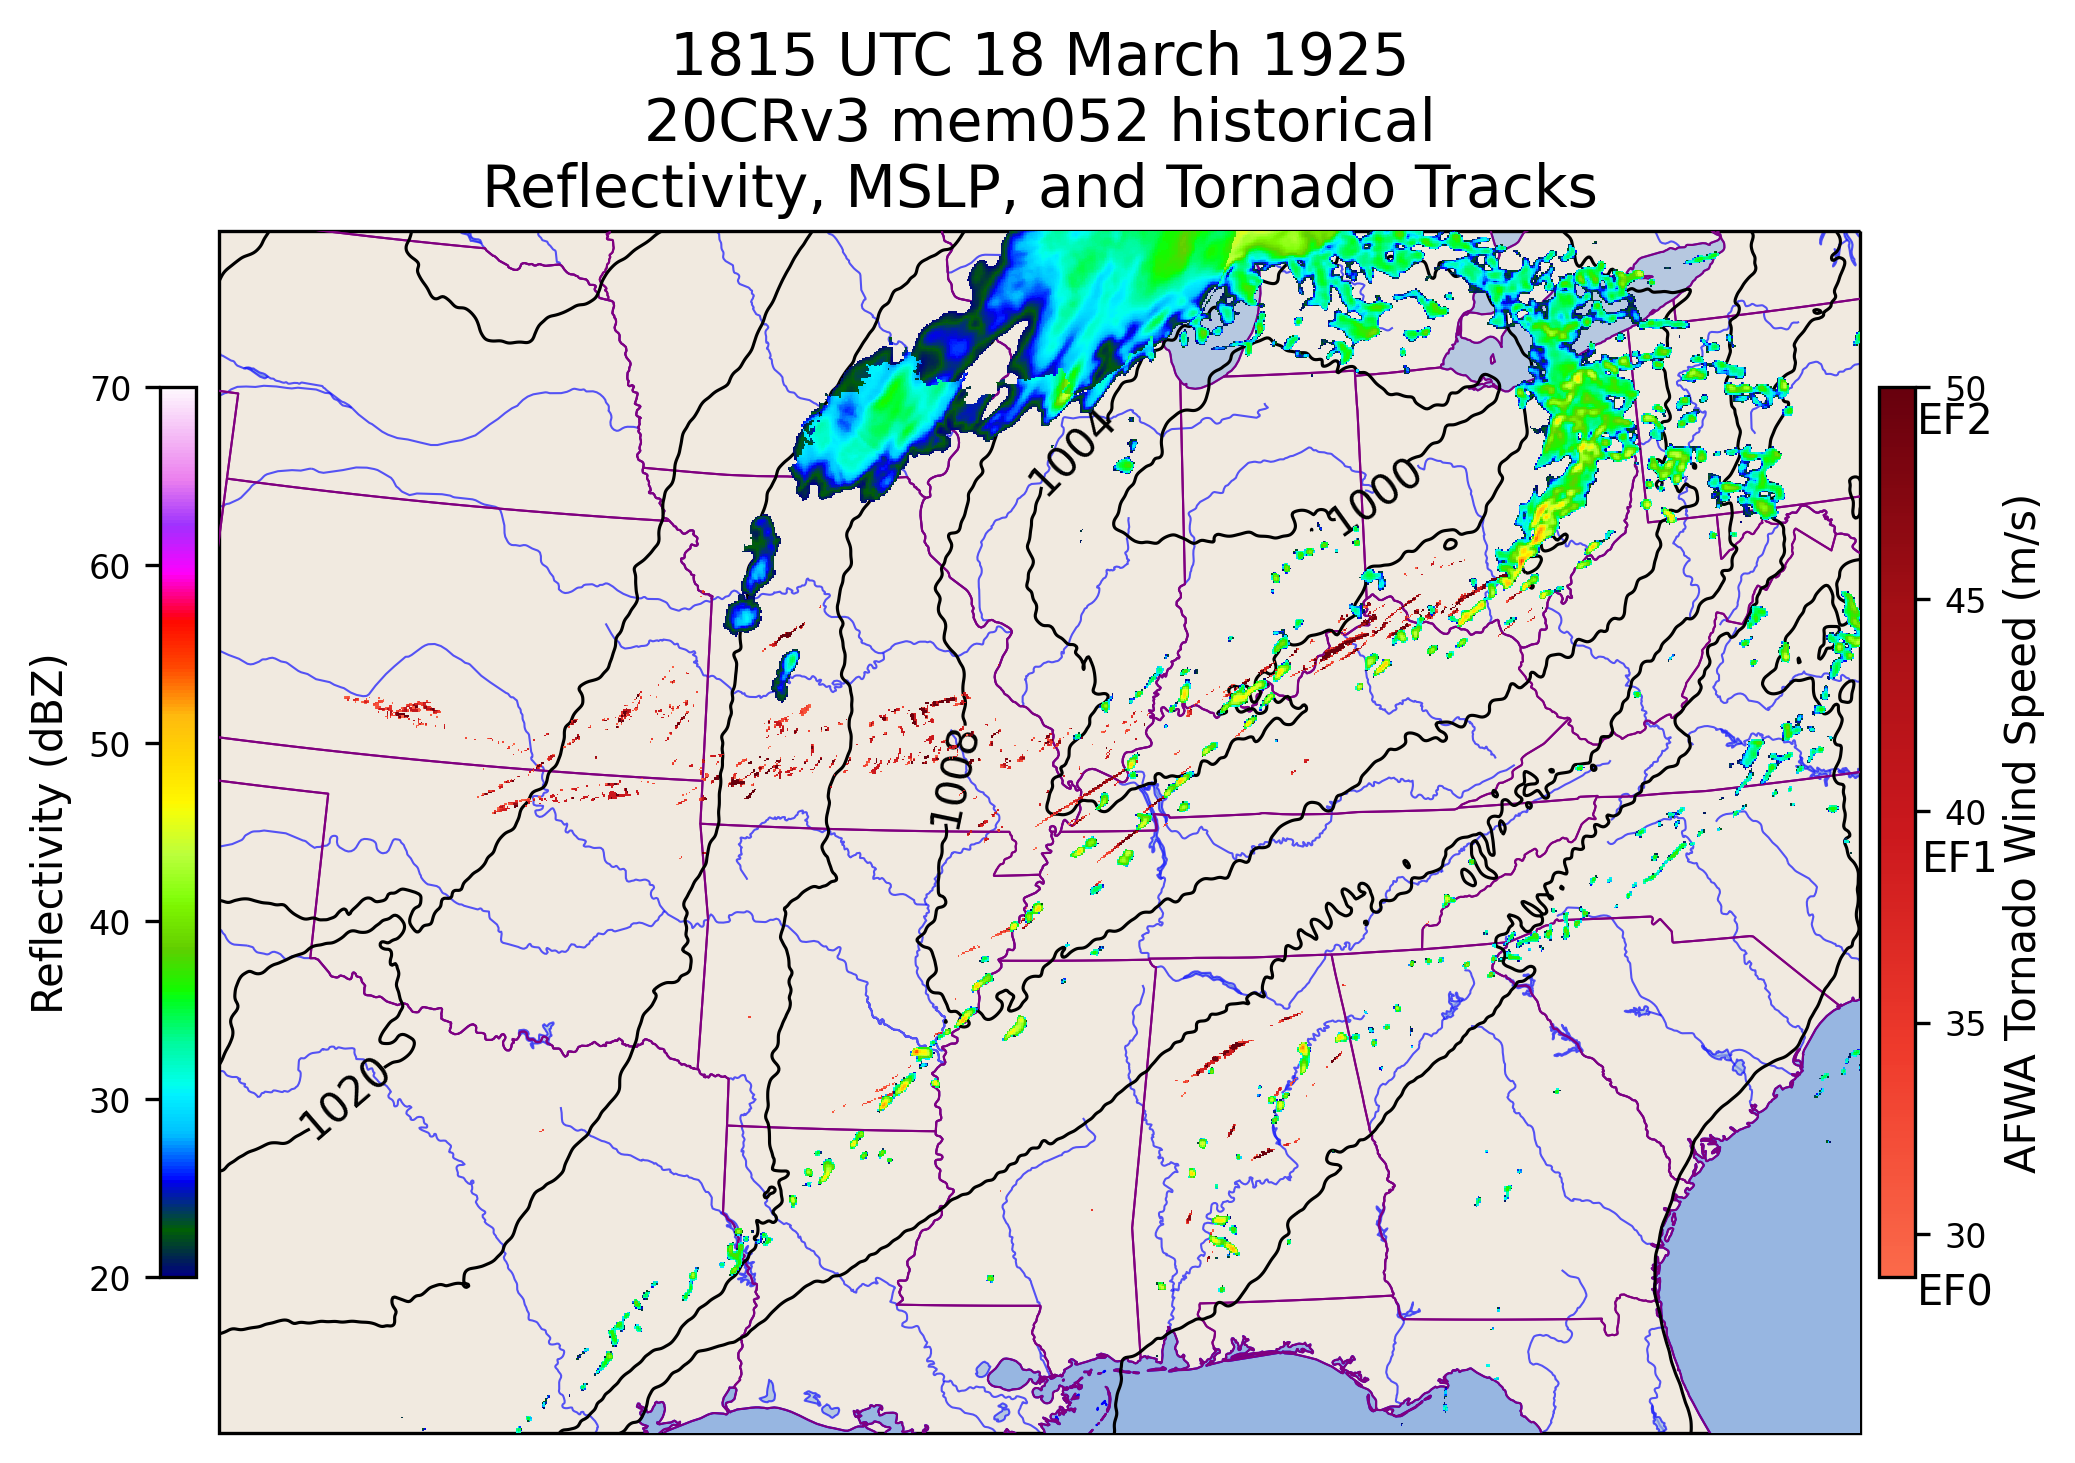 1815 UTC 18 March 1925
20CRv3 mem052 historical
Reflectivity, MSLP, and Tornado Tracks
70
60
50
40
30
20
Reflectivity (dBZ)
1004
1000
1008
1020
50
EF2
45
40
EF1
35
30
EF0
AFWA Tornado Wind Speed (m/s)